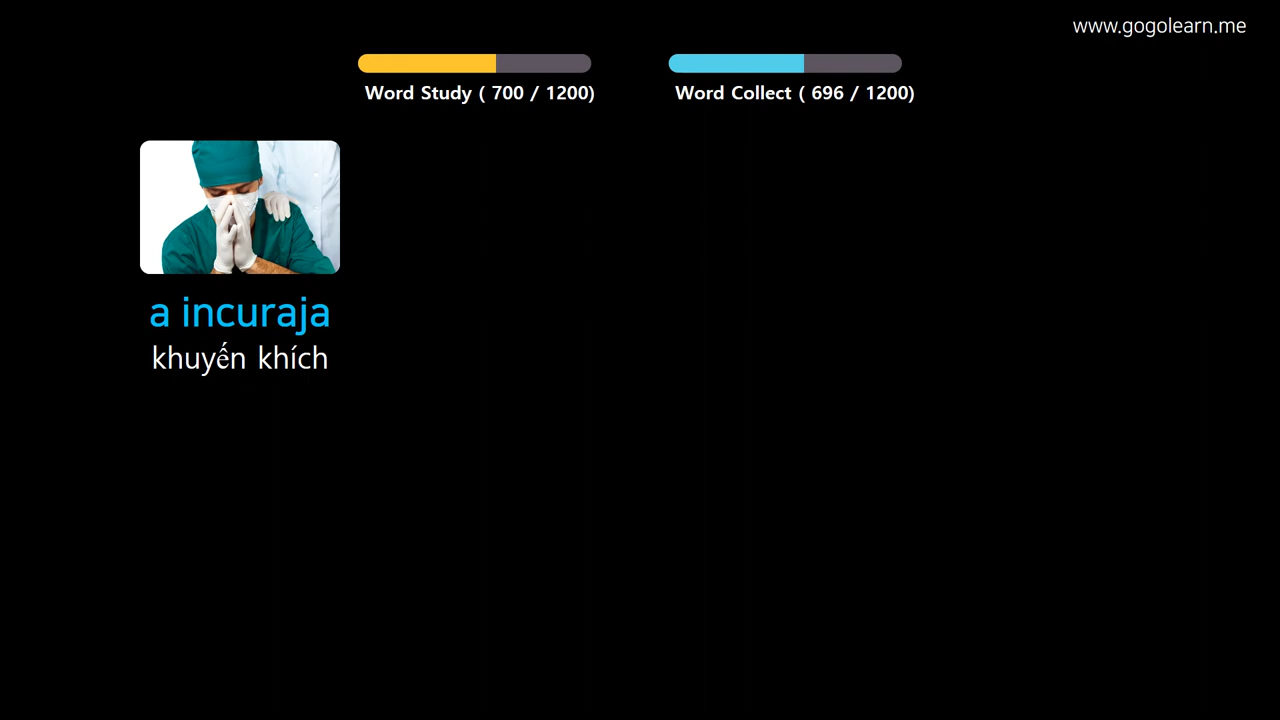 www.gogolearn.me
Word Study ( 700 / 1200)
Word Collect ( 696 / 1200)
a incuraja
khuyến khích